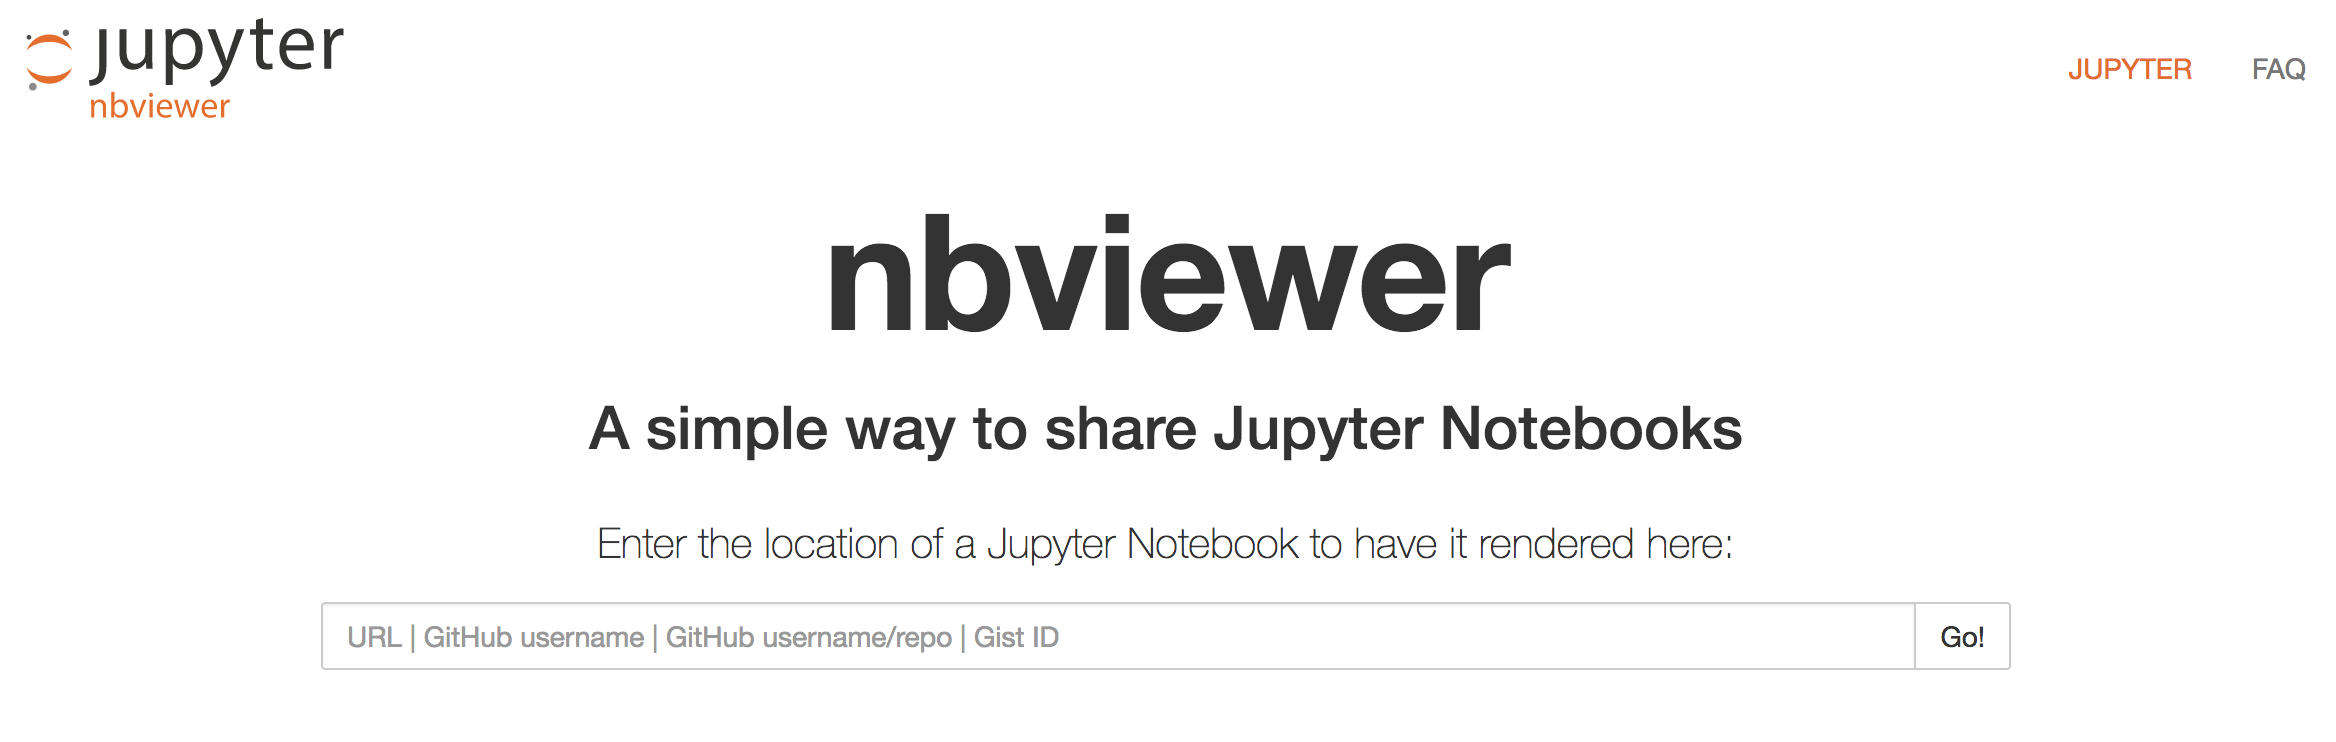 jupyter
nbviewer
JUPYTER FAQ
nbviewer
A simple way to share Jupyter Notebooks
Enter the location of a Jupyter Notebook to have it rendered here:
URL | GitHub username | GitHub username/repo | Gist ID Go!